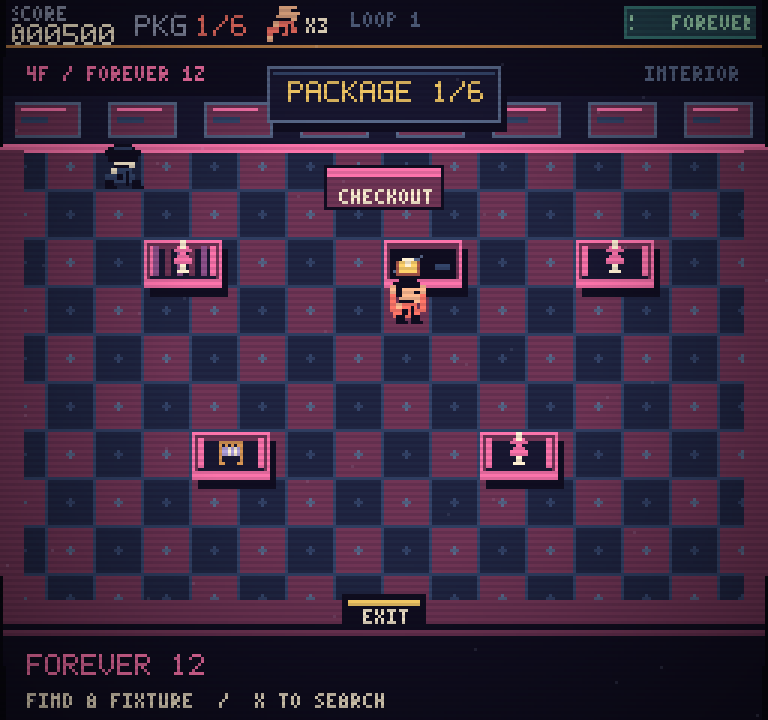 SCORE
000500
PKG 1/6
X3
LOOP 1
: FOREVER
4F / FOREVER 12
INTERIOR
PACKAGE 1/6
CHECKOUT
EXIT
FOREVER 12
FIND A FIXTURE / X TO SEARCH